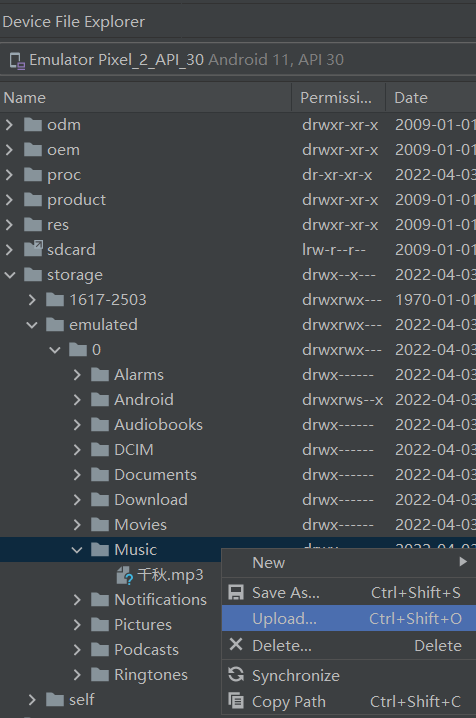 Device File Explorer
Emulator Pixel_2_API_30 Android 11, API 30
Name Permissi... Date
odm drwxr-xr-x 2009-01-01
oem drwxr-xr-x 2009-01-01
proc dr-xr-xr-x 2022-04-03
product drwxr-xr-x 2009-01-01
res drwxr-xr-x 2009-01-01
sdcard lrw-r--r-- 2009-01-01
storage drwx--x--- 2022-04-03
1617-2503 drwxrwx--- 1970-01-01
emulated drwxrwx--- 2022-04-03
0 drwxrwx--- 2022-04-03
Alarms drwx------ 2022-04-03
Android drwxrws--x 2022-04-03
Audiobooks drwx------ 2022-04-03
DCIM drwx------ 2022-04-03
Documents drwx------ 2022-04-03
Download drwx------ 2022-04-03
Movies drwx------ 2022-04-03
Music
千秋.mp3
Notifications
Pictures
Podcasts
Ringtones
self
New
Save As... Ctrl+Shift+S
Upload... Ctrl+Shift+O
Delete... Delete
Synchronize
Copy Path Ctrl+Shift+C